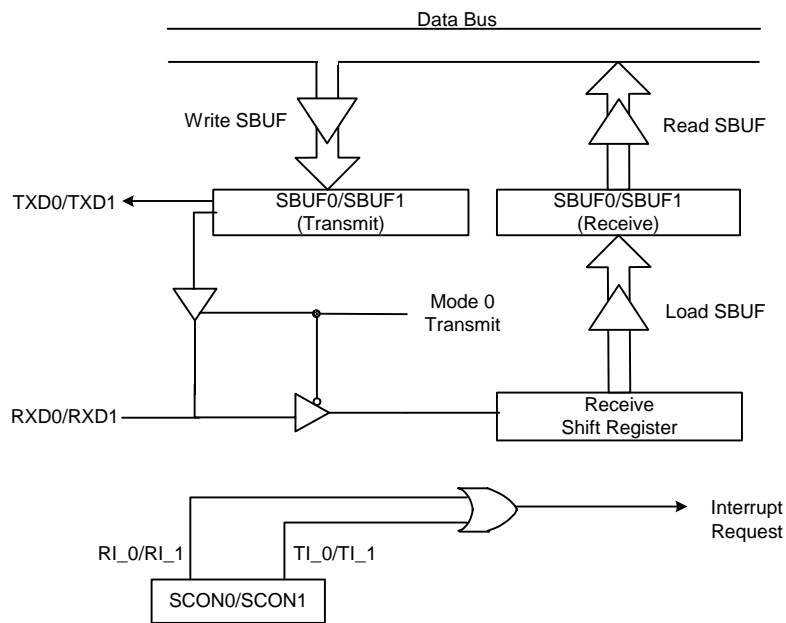 Data Bus
Write SBUF
Read SBUF
TXD0/TXD1
SBUF0/SBUF1
(Transmit)
SBUF0/SBUF1
(Receive)
Mode 0
Transmit
Load SBUF
RXD0/RXD1
Receive
Shift Register
Interrupt
Request
RI_0/RI_1
TI_0/TI_1
SCON0/SCON1